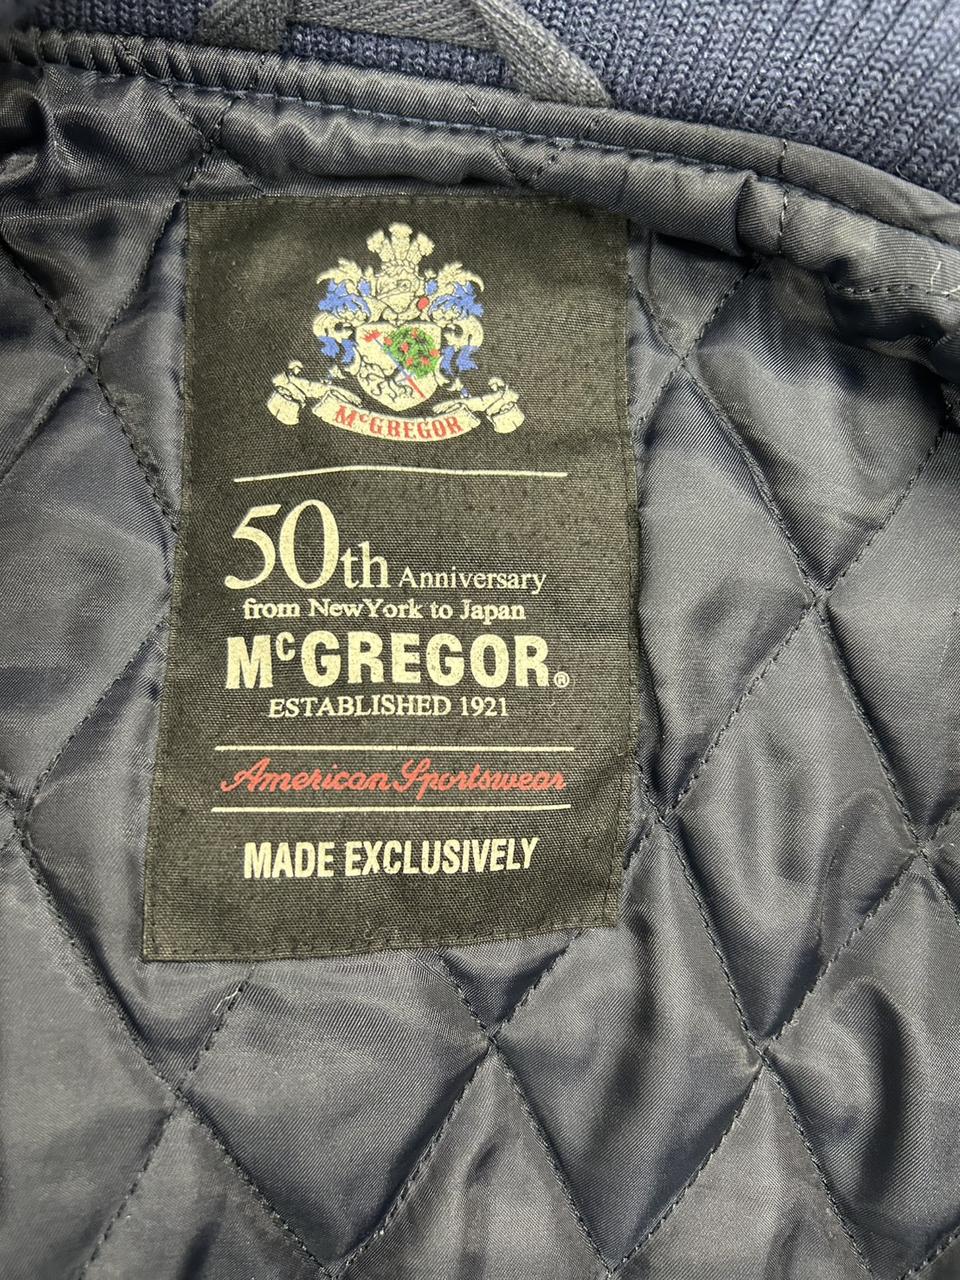 McGREGOR
50th Anniversary
from NewYork to Japan
McGREGOR®
ESTABLISHED 1921
American Sportswear
MADE EXCLUSIVELY